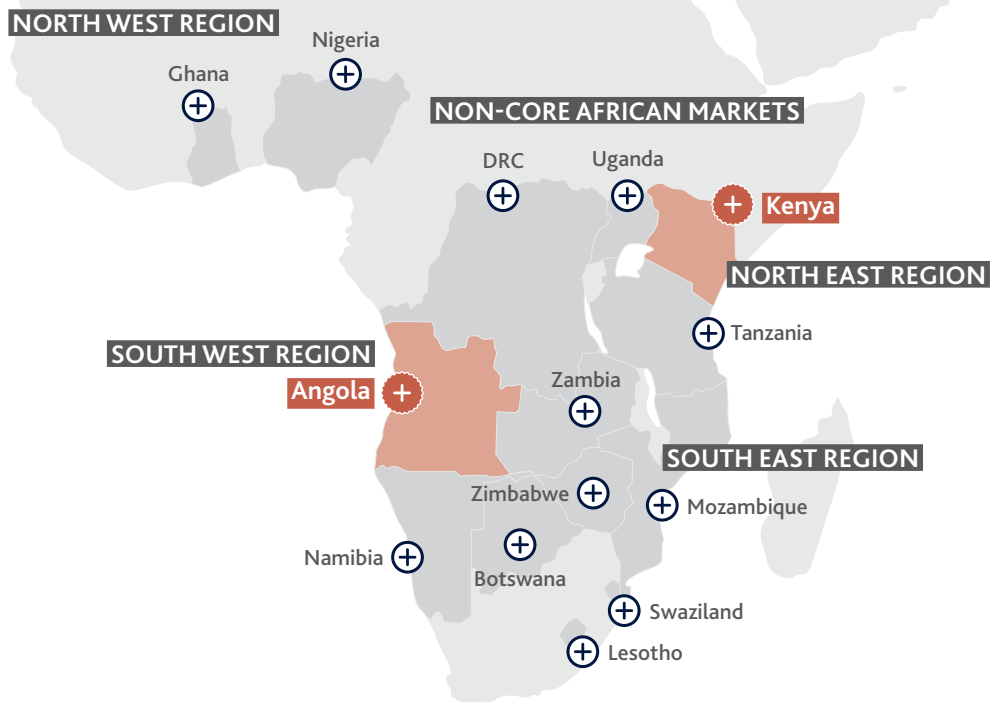 NORTH WEST REGION
Nigeria
Ghana
NON-CORE AFRICAN MARKETS
DRC
Uganda
Kenya
NORTH EAST REGION
Tanzania
SOUTH WEST REGION
Angola
Zambia
SOUTH EAST REGION
Zimbabwe
Mozambique
Namibia
Botswana
Swaziland
Lesotho